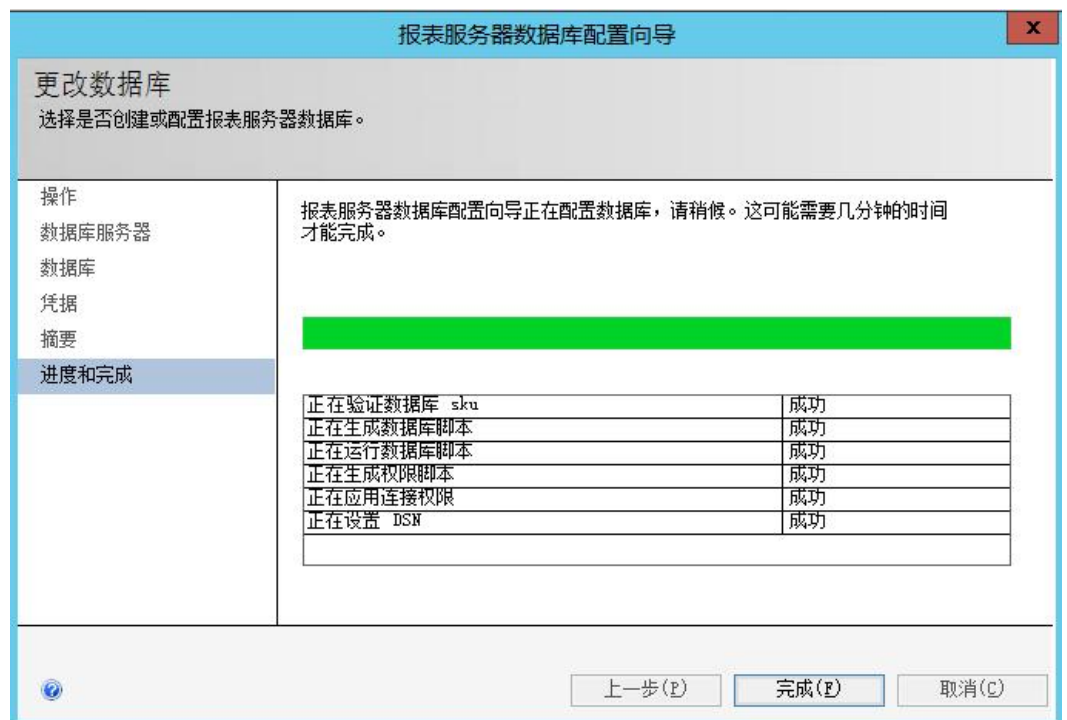 报表服务器数据库配置向导
x
更改数据库
选择是否创建或配置报表服务器数据库。
操作
数据库服务器
数据库
凭据
摘要
进度和完成
报表服务器数据库配置向导正在配置数据库，请稍候。这可能需要几分钟的时间
才能完成。
正在验证数据库 sku 成功
正在生成数据库脚本 成功
正在运行数据库脚本 成功
正在生成权限脚本 成功
正在应用连接权限 成功
正在设置 DSN 成功
?
上一步(P) 完成(F) 取消(C)